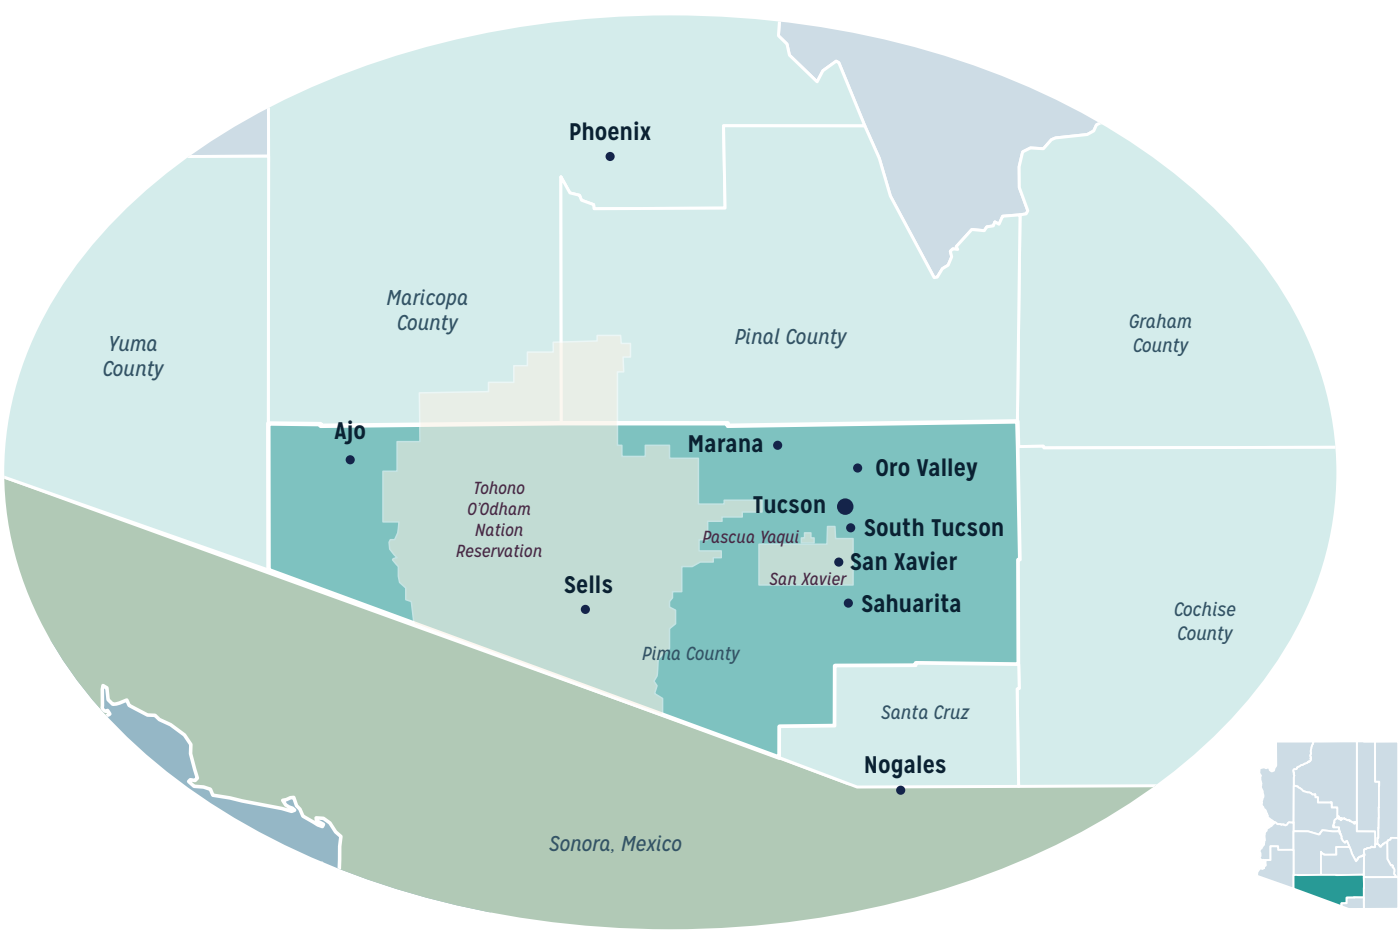 Phoenix
Maricopa
County
Yuma
County
Pinal County
Graham
County
Ajo
Marana
Oro Valley
Tohono
O'Odham
Nation
Reservation
Tucson
South Tucson
Pascua Yaqui
San Xavier
San Xavier
Sells
Sahuarita
Cochise
County
Pima County
Santa Cruz
Nogales
Sonora, Mexico